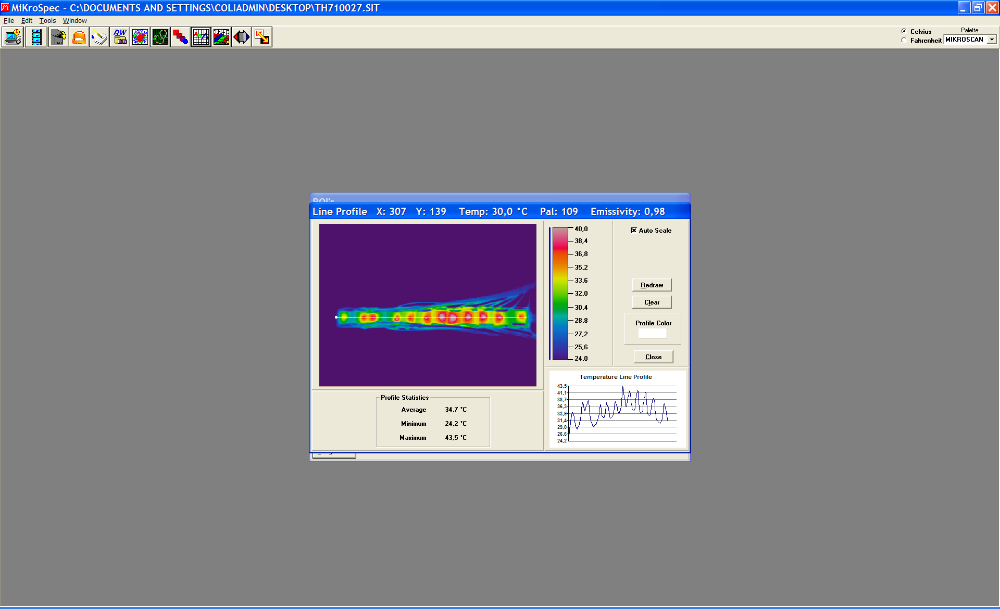 MiKroSpec - C:\DOCUMENTS AND SETTINGS\COLIADMIN\DESKTOP\TH710027.SIT
File Edit Tools Window
RW
Celsius
Fahrenheit
Palette
MIKROSCAN
ROI's
Line Profile X: 307 Y: 139 Temp: 30,0 °C Pal: 109 Emissivity: 0,98
40,0
38,4
36,8
35,2
33,6
32,0
30,4
28,8
27,2
25,6
24,0
Auto Scale
Redraw
Clear
Profile Color
Close
Profile Statistics
Average 34,7 °C
Minimum 24,2 °C
Maximum 43,5 °C
Temperature Line Profile
43,5
41,1
38,7
36,3
33,9
31,4
29,0
26,6
24,2